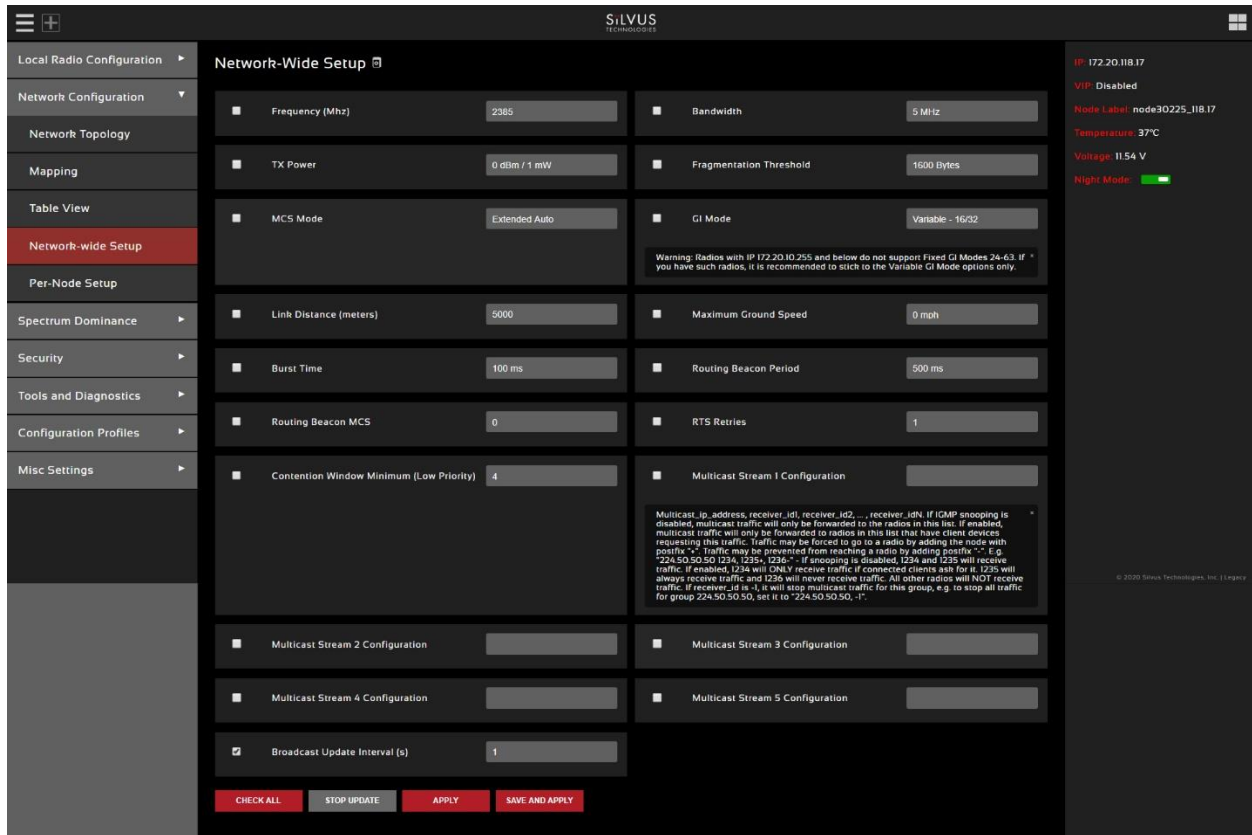 SiLVUS
TECHNOLOGIES
Local Radio Configuration
Network Configuration
Network Topology
Mapping
Table View
Network-wide Setup
Per-Node Setup
Spectrum Dominance
Security
Tools and Diagnostics
Configuration Profiles
Misc Settings
Network-Wide Setup
Frequency (Mhz) 2385
Bandwidth 5 MHz
TX Power 0 dBm / 1 mW
Fragmentation Threshold 1600 Bytes
MCS Mode Extended Auto
GI Mode Variable - 16/32
Warning: Radios with IP 172.20.10.255 and below do not support Fixed GI Modes 24-63. If
you have such radios, it is recommended to stick to the Variable GI Mode options only.
Link Distance (meters) 5000
Maximum Ground Speed 0 mph
Burst Time 100 ms
Routing Beacon Period 500 ms
Routing Beacon MCS 0
RTS Retries 1
Contention Window Minimum (Low Priority) 4
Multicast Stream 1 Configuration
Multicast_ip_address, receiver_id1, receiver_id2, ... , receiver_idN. If IGMP snooping is
disabled, multicast traffic will only be forwarded to the radios in this list. If enabled,
multicast traffic will only be forwarded to radios in this list that have client devices
requesting this traffic. Traffic may be forced to go to a radio by adding the node with
postfix "+". Traffic may be prevented from reaching a radio by adding postfix "-". E.g.
"224.50.50.50 1234, 1235+, 1236-" - If snooping is disabled, 1234 and 1235 will receive
traffic. If enabled, 1234 will ONLY receive traffic if connected clients ask for it. 1235 will
always receive traffic and 1236 will never receive traffic. All other radios will NOT receive
traffic. If receiver_id is -1, it will stop multicast traffic for this group, e.g. to stop all traffic
for group 224.50.50.50, set it to "224.50.50.50, -1".
Multicast Stream 2 Configuration
Multicast Stream 3 Configuration
Multicast Stream 4 Configuration
Multicast Stream 5 Configuration
Broadcast Update Interval (s) 1
CHECK ALL STOP UPDATE APPLY SAVE AND APPLY
IP: 172.20.118.17
VIP: Disabled
Node Label: node30225_118.17
Temperature: 37°C
Voltage: 11.54 V
Night Mode:
© 2020 Silvus Technologies, Inc. | Legacy